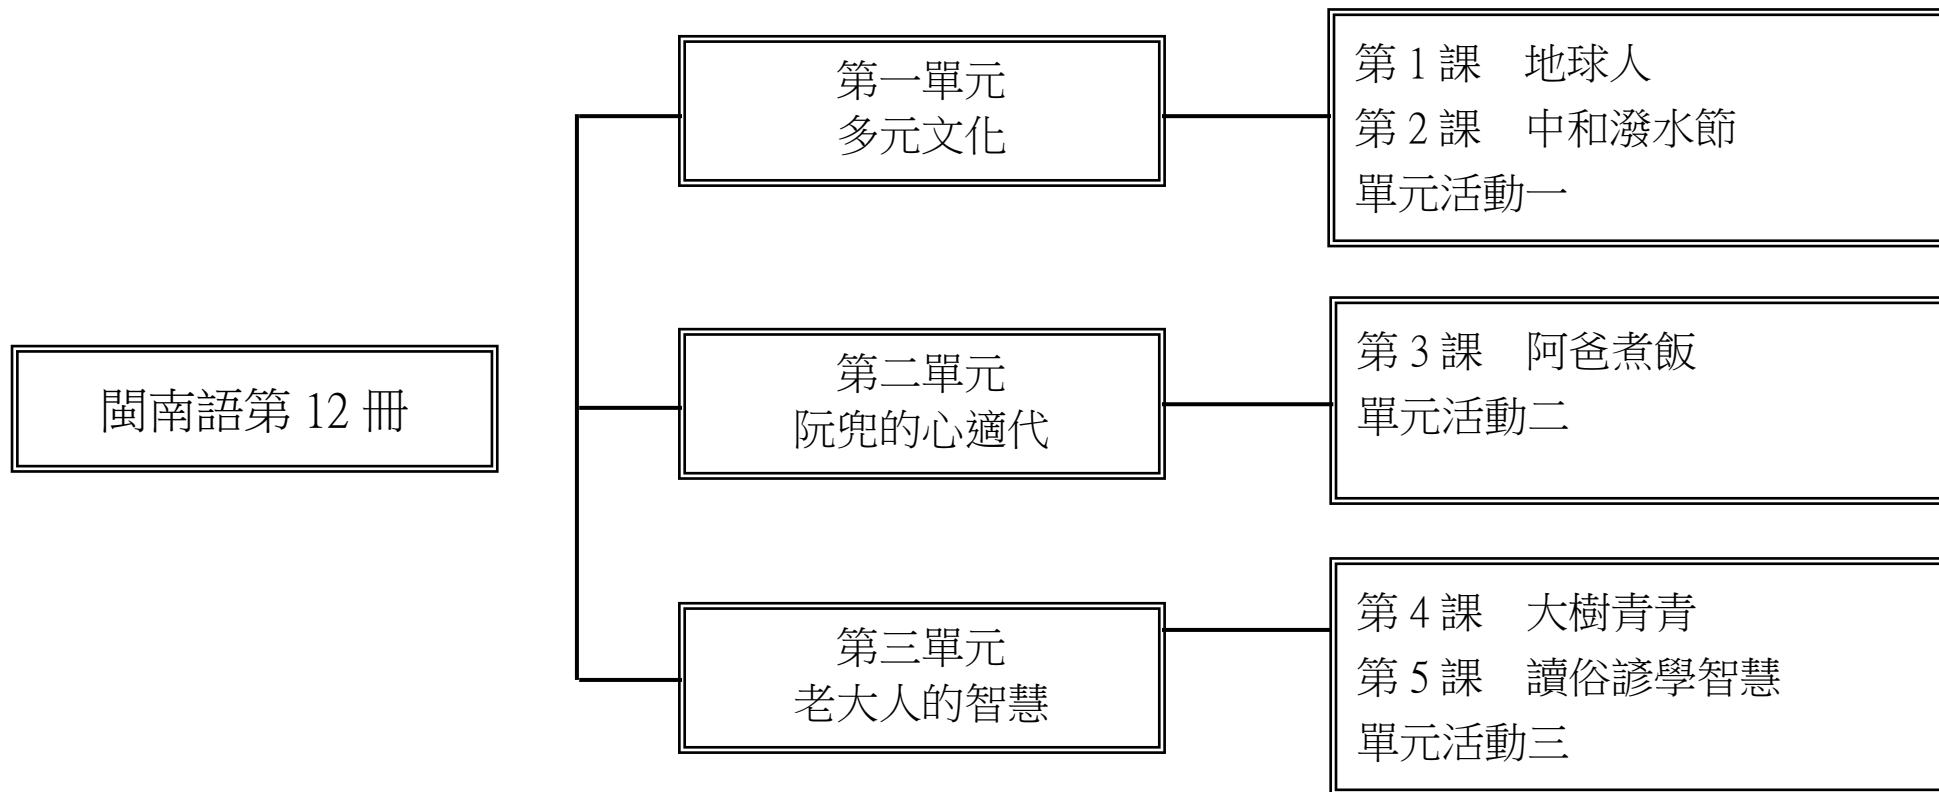 閩南語第 12 冊
第一單元
多元文化
第 1 課　地球人
第 2 課　中和潑水節
單元活動一
第二單元
阮兜的心適代
第 3 課　阿爸煮飯
單元活動二
第三單元
老大人的智慧
第 4 課　大樹青青
第 5 課　讀俗諺學智慧
單元活動三